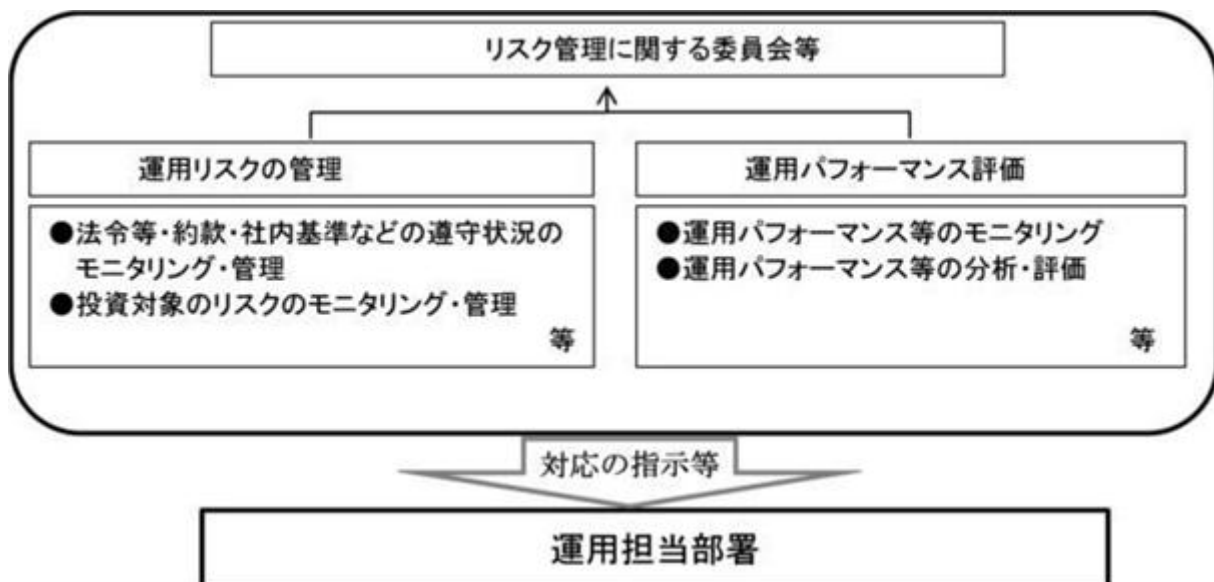 リスク管理に関する委員会等
運用リスクの管理
●法令等・約款・社内基準などの遵守状況の
モニタリング・管理
●投資対象のリスクのモニタリング・管理
等
運用パフォーマンス評価
●運用パフォーマンス等のモニタリング
●運用パフォーマンス等の分析・評価
等
対応の指示等
運用担当部署